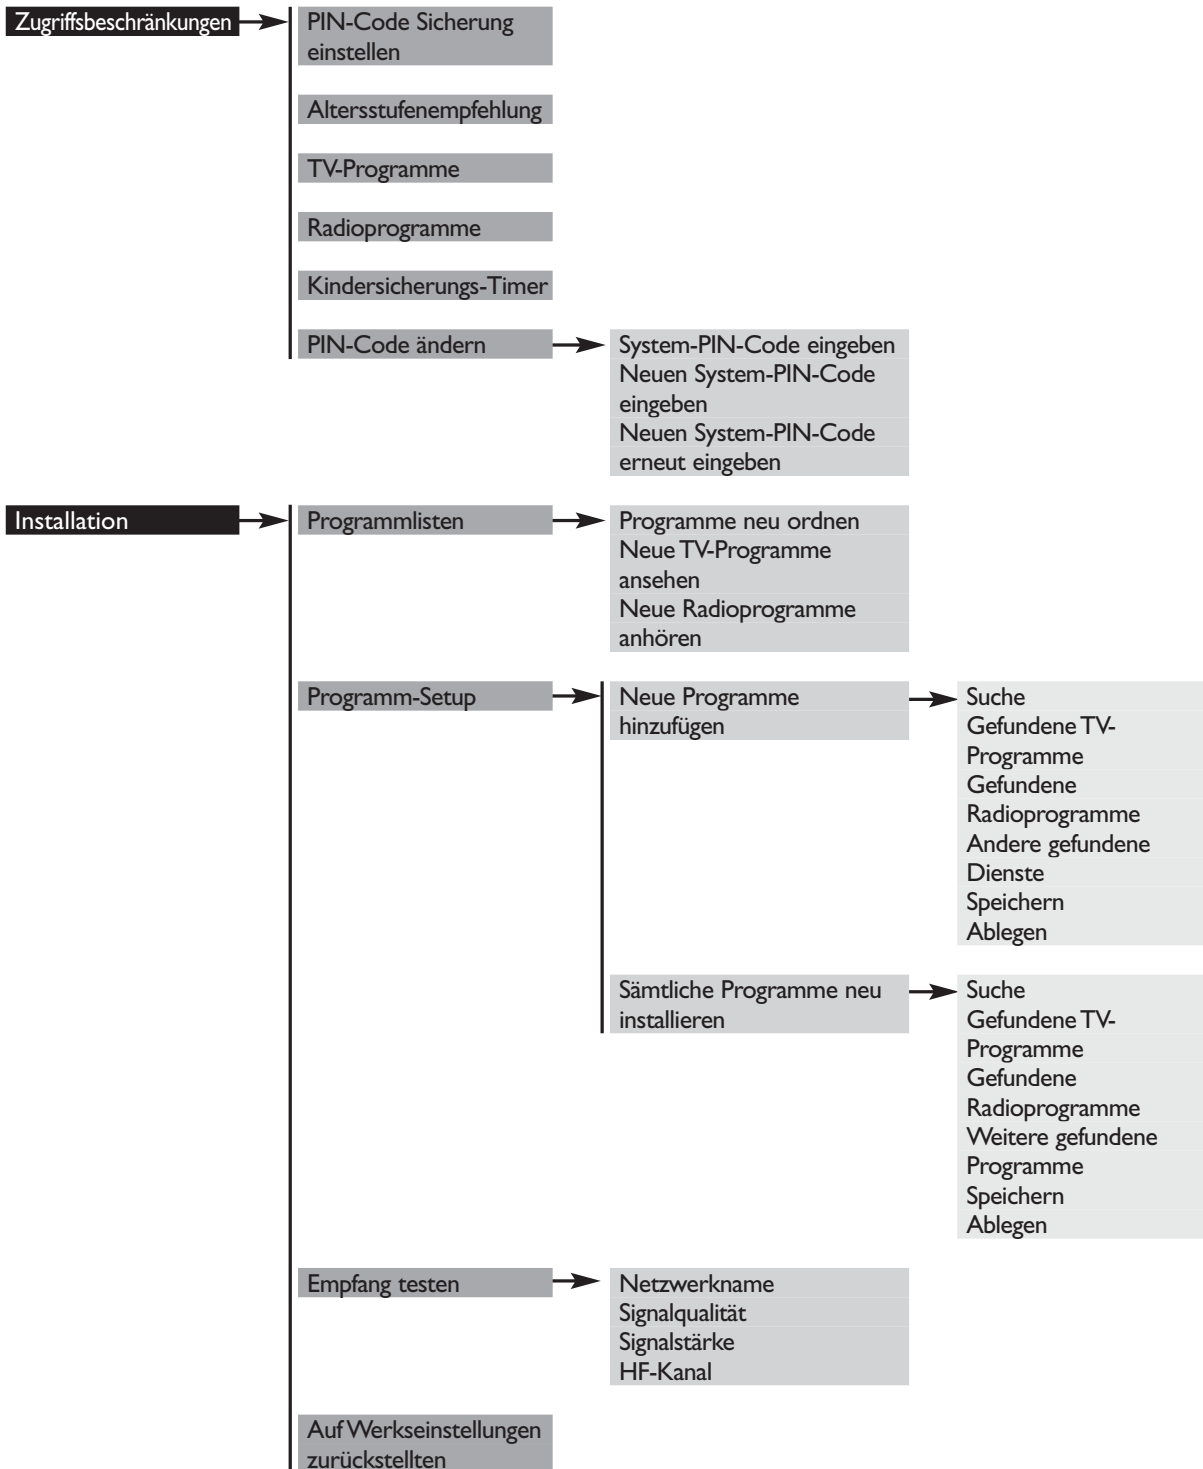 Zugriffsbeschränkungen
PIN-Code Sicherung
einstellen
Altersstufenempfehlung
TV-Programme
Radioprogramme
Kindersicherungs-Timer
PIN-Code ändern
System-PIN-Code eingeben
Neuen System-PIN-Code
eingeben
Neuen System-PIN-Code
erneut eingeben
Installation
Programmlisten
Programme neu ordnen
Neue TV-Programme
ansehen
Neue Radioprogramme
anhören
Programm-Setup
Neue Programme
hinzufügen
Suche
Gefundene TV-
Programme
Gefundene
Radioprogramme
Andere gefundene
Dienste
Speichern
Ablegen
Sämtliche Programme neu
installieren
Suche
Gefundene TV-
Programme
Gefundene
Radioprogramme
Weitere gefundene
Programme
Speichern
Ablegen
Empfang testen
Netzwerkname
Signalqualität
Signalstärke
HF-Kanal
Auf Werkseinstellungen
zurückstellten